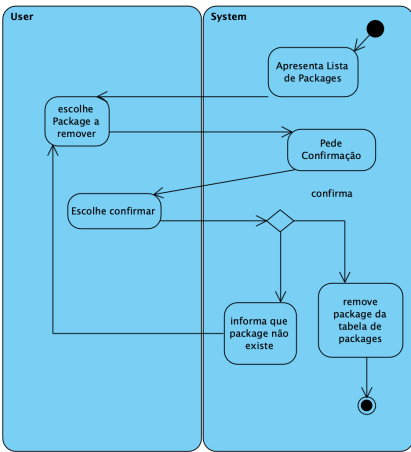 User
System
Apresenta Lista
de Packages
escolhe
Package a
remover
Pede
Confirmação
confirma
Escolhe confirmar
informa que
package não
existe
remove
package da
tabela de
packages